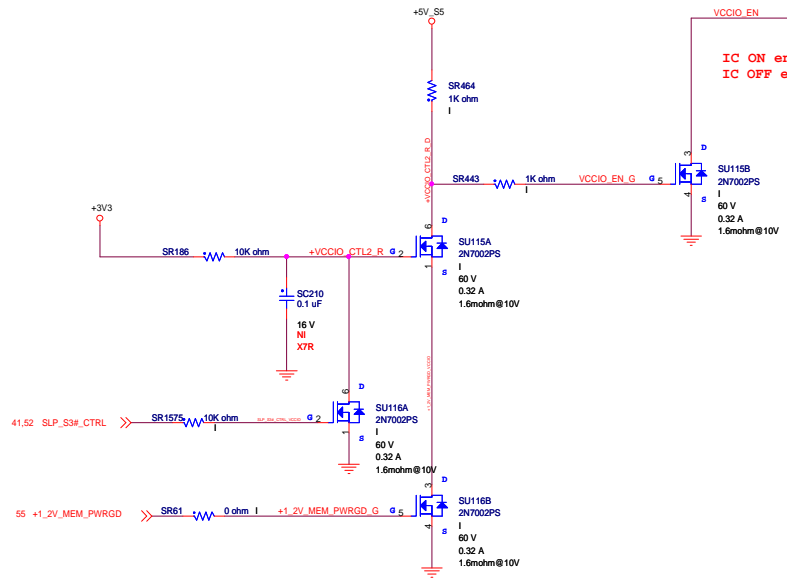 +5V_S5
VCCIO_EN
IC ON en
IC OFF e
SR464
1K ohm
I
+VCCIO_CTL2_R_D
SR443
1K ohm
I
VCCIO_EN_G
G
5
3
D
4
S
SU115B
2N7002PS
I
60 V
0.32 A
1.6mohm@10V
+3V3
SR186
10K ohm
+VCCIO_CTL2_R
G
2
6
D
1
S
SU115A
2N7002PS
I
60 V
0.32 A
1.6mohm@10V
SC210
0.1 uF
16 V
NI
X7R
41,52 SLP_S3#_CTRL
SR1575
10K ohm
I
G
2
6
D
1
S
SU116A
2N7002PS
I
60 V
0.32 A
1.6mohm@10V
55 +1_2V_MEM_PWRGD
SR61
0 ohm
I
+1_2V_MEM_PWRGD_G
G
5
3
D
4
S
SU116B
2N7002PS
I
60 V
0.32 A
1.6mohm@10V